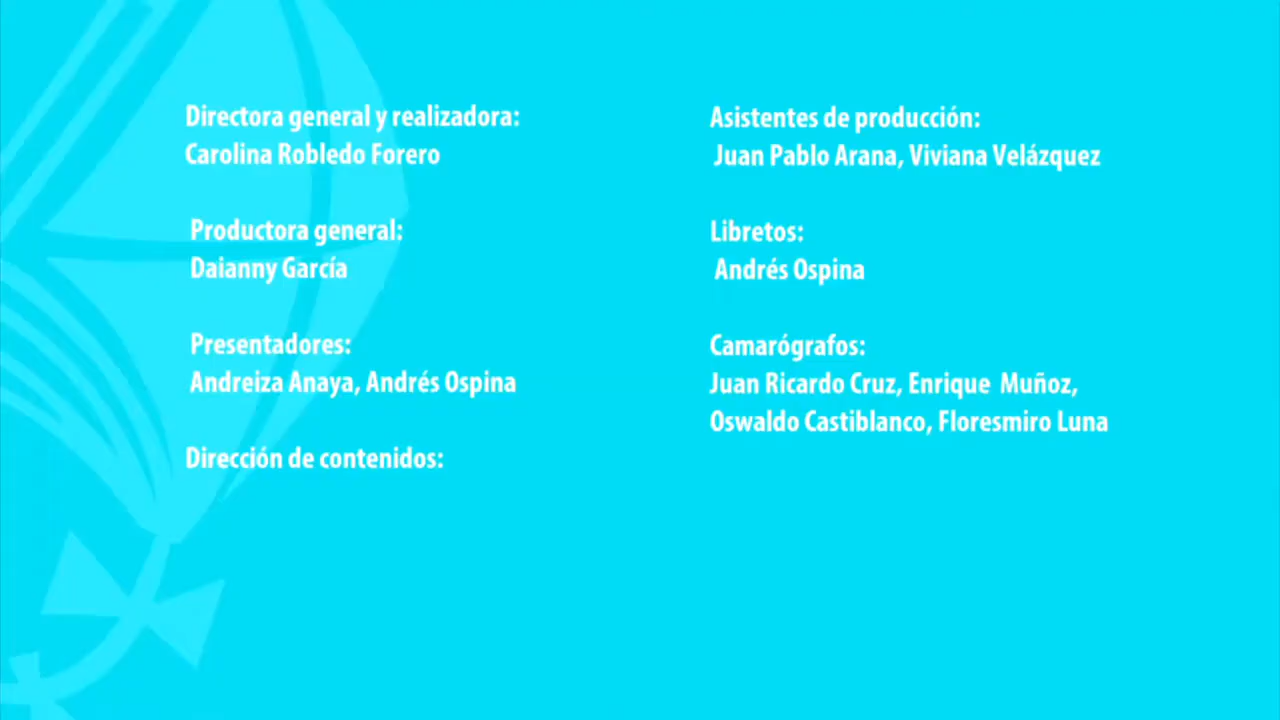 Directora general y realizadora:
Carolina Robledo Forero
Productora general:
Daianny García
Presentadores:
Andreiza Anaya, Andrés Ospina
Dirección de contenidos:
Asistentes de producción:
Juan Pablo Arana, Viviana Velázquez
Libretos:
Andrés Ospina
Camarógrafos:
Juan Ricardo Cruz, Enrique Muñoz,
Oswaldo Castiblanco, Floresmiro Luna